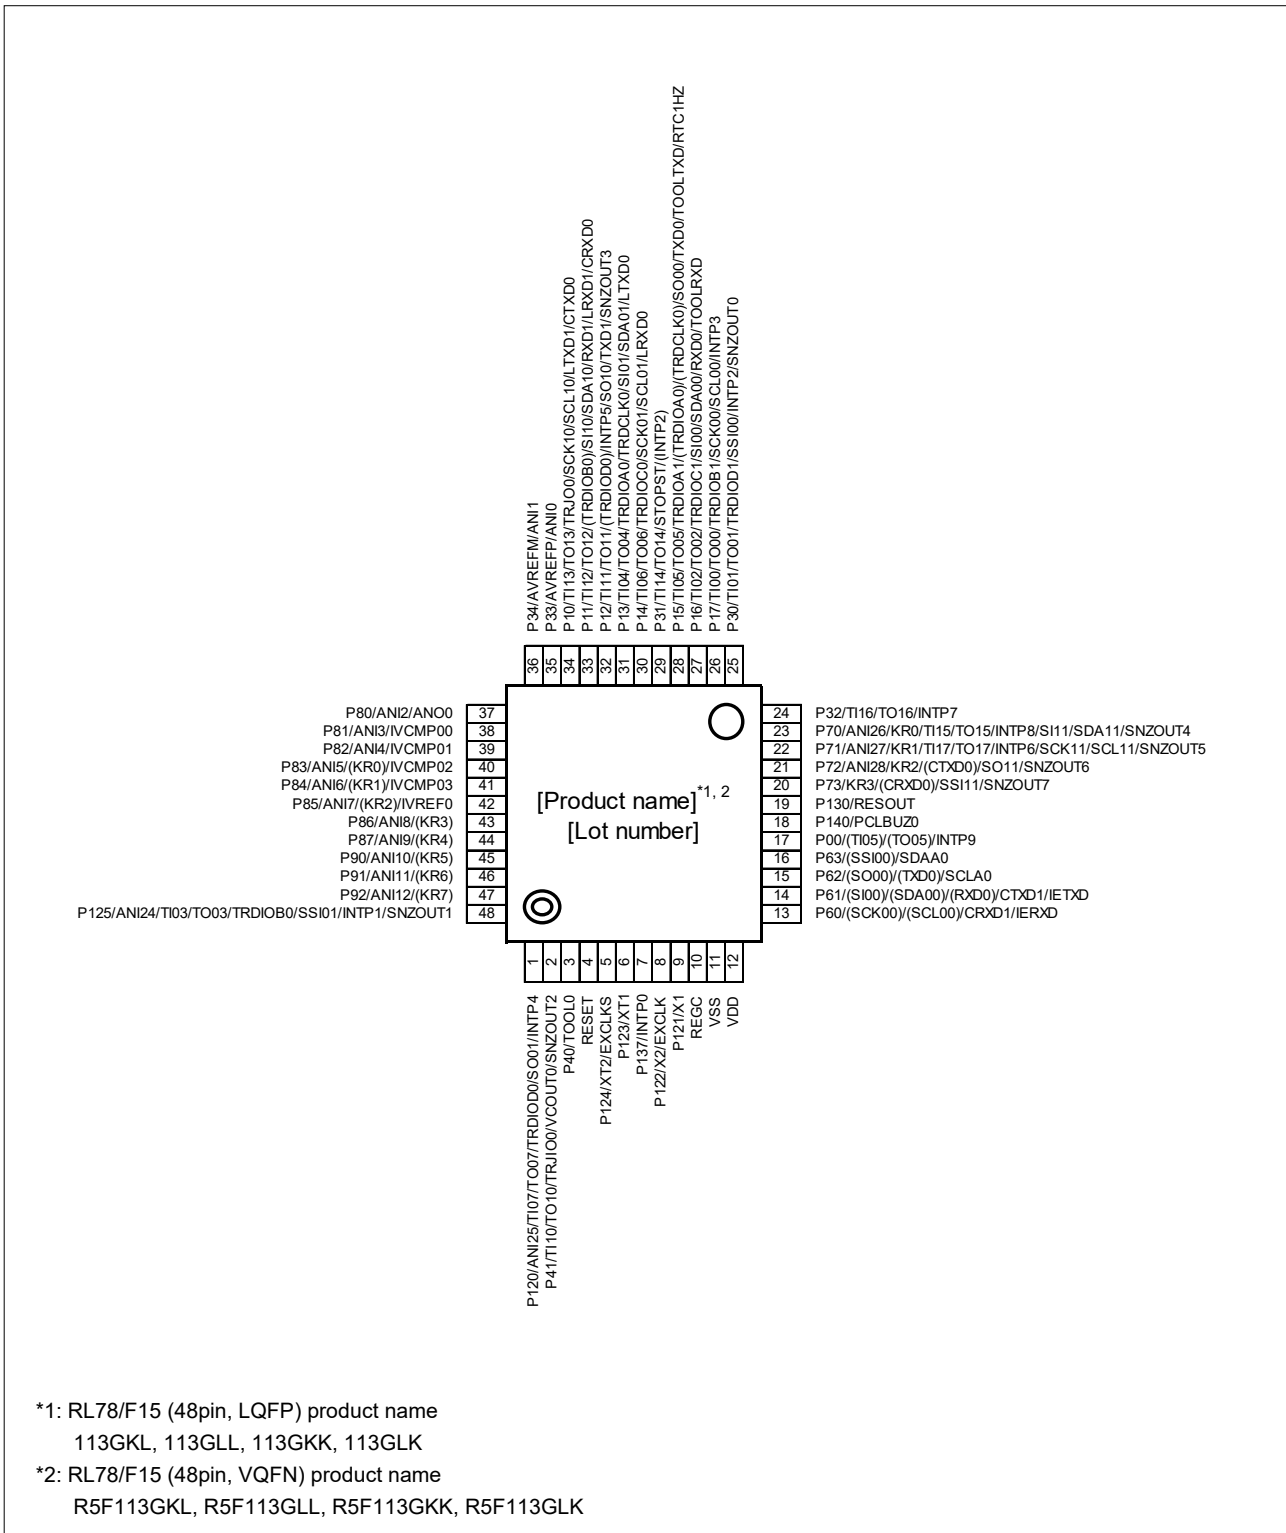 P34/AVREFM/ANI1
P33/AVREFP/ANI0
P10/TI13/TO13/TRJO0/SCK10/SCL10/LTXD1/CTXD0
P11/TI12/TO12/(TRDIOB0)/SI10/SDA10/RXD1/LRXD1/CRXD0
P12/TI11/TO11/(TRDIOD0)/INTP5/SO10/TXD1/SNZOUT3
P13/TI04/TO04/TRDIOA0/TRDCLK0/SI01/SDA01/LTXD0
P14/TI06/TO06/TRDIOC0/SCK01/SCL01/LRXD0
P31/TI14/TO14/STOPST/(INTP2)
P15/TI05/TO05/TRDIOA1/(TRDIOA0)/(TRDCLK0)/SO00/TXD0/TOOLTXD/RTC1HZ
P16/TI02/TO02/TRDIOC1/SI00/SDA00/RXD0/TOOLRXD
P17/TI00/TO00/TRDIOB1/SCK00/SCL00/INTP3
P30/TI01/TO01/TRDIOD1/SSI00/INTP2/SNZOUT0
36 35 34 33 32 31 30 29 28 27 26 25
P80/ANI2/ANO0 37
P81/ANI3/IVCMP00 38
P82/ANI4/IVCMP01 39
P83/ANI5/(KR0)/IVCMP02 40
P84/ANI6/(KR1)/IVCMP03 41
P85/ANI7/(KR2)/IVREF0 42
P86/ANI8/(KR3) 43
P87/ANI9/(KR4) 44
P90/ANI10/(KR5) 45
P91/ANI11/(KR6) 46
P92/ANI12/(KR7) 47
P125/ANI24/TI03/TO03/TRDIOB0/SSI01/INTP1/SNZOUT1 48
[Product name]*1, 2
[Lot number]
24 P32/TI16/TO16/INTP7
23 P70/ANI26/KR0/TI15/TO15/INTP8/SI11/SDA11/SNZOUT4
22 P71/ANI27/KR1/TI17/TO17/INTP6/SCK11/SCL11/SNZOUT5
21 P72/ANI28/KR2/(CTXD0)/SO11/SNZOUT6
20 P73/KR3/(CRXD0)/SSI11/SNZOUT7
19 P130/RESOUT
18 P140/PCLBUZ0
17 P00/(TI05)/(TO05)/INTP9
16 P63/(SSI00)/SDAA0
15 P62/(SO00)/(TXD0)/SCLA0
14 P61/(SI00)/(SDA00)/(RXD0)/CTXD1/IETXD
13 P60/(SCK00)/(SCL00)/CRXD1/IERXD
1 2 3 4 5 6 7 8 9 10 11 12
P120/ANI25/TI07/TO07/TRDIOD0/SO01/INTP4
P41/TI10/TO10/TRJIO0/VCOUT0/SNZOUT2
P40/TOOL0
RESET
P124/XT2/EXCLKS
P123/XT1
P137/INTP0
P122/X2/EXCLK
P121/X1
REGC
VSS
VDD
*1: RL78/F15 (48pin, LQFP) product name
113GKL, 113GLL, 113GKK, 113GLK
*2: RL78/F15 (48pin, VQFN) product name
R5F113GKL, R5F113GLL, R5F113GKK, R5F113GLK